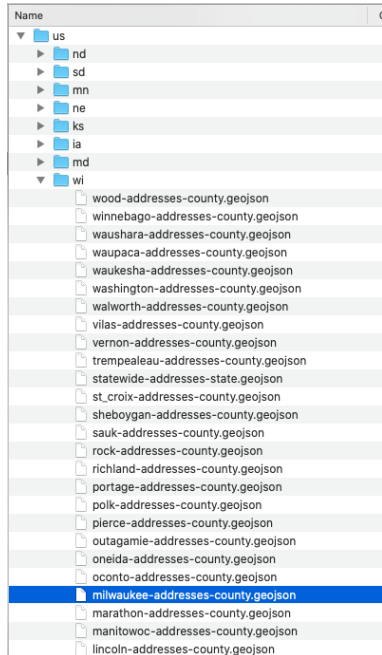 Name
us
nd
sd
mn
ne
ks
ia
md
wi
wood-addresses-county.geojson
winnebago-addresses-county.geojson
waushara-addresses-county.geojson
waupaca-addresses-county.geojson
waukesha-addresses-county.geojson
washington-addresses-county.geojson
walworth-addresses-county.geojson
vilas-addresses-county.geojson
vernon-addresses-county.geojson
trempealeau-addresses-county.geojson
statewide-addresses-state.geojson
st_croix-addresses-county.geojson
sheboygan-addresses-county.geojson
sauk-addresses-county.geojson
rock-addresses-county.geojson
richland-addresses-county.geojson
portage-addresses-county.geojson
polk-addresses-county.geojson
pierce-addresses-county.geojson
outagamie-addresses-county.geojson
oneida-addresses-county.geojson
oconto-addresses-county.geojson
milwaukee-addresses-county.geojson
marathon-addresses-county.geojson
manitowoc-addresses-county.geojson
lincoln-addresses-county.geojson